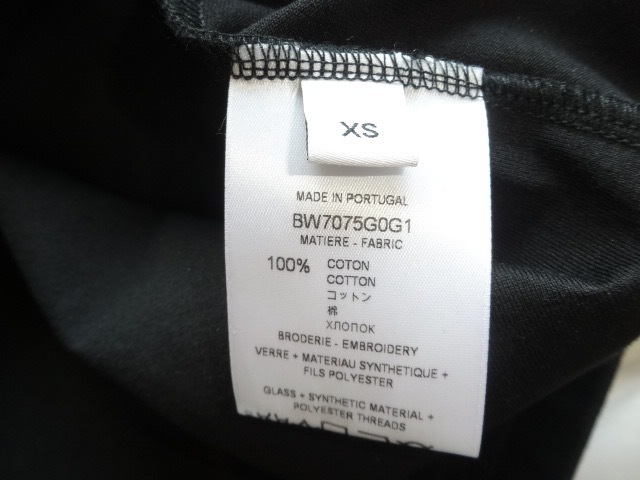 XS
MADE IN PORTUGAL
BW7075G0G1
MATIERE - FABRIC
100% COTON
COTTON
コットン
棉
ХЛОПОК
BRODERIE - EMBROIDERY
VERRE + MATERIAU SYNTHETIQUE +
FILS POLYESTER
GLASS + SYNTHETIC MATERIAL +
POLYESTER THREADS